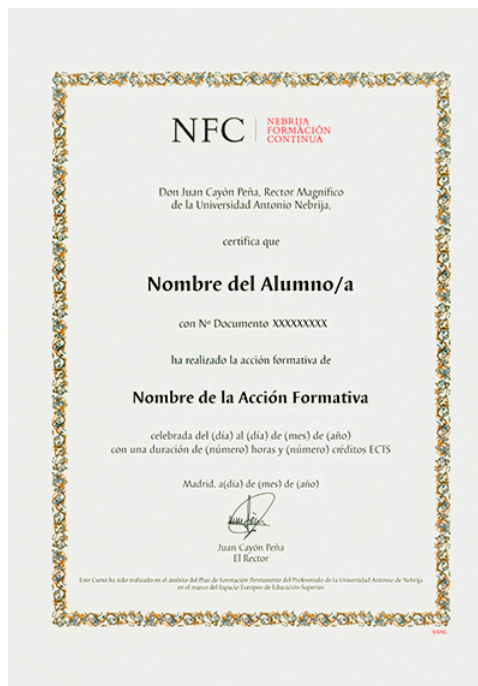 NFC
NEBRIJA
FORMACIÓN
CONTINUA
Don Juan Cayón Peña, Rector Magnífico
de la Universidad Antonio Nebrija,
certifica que
Nombre del Alumno/a
con Nº Documento XXXXXXXXX
ha realizado la acción formativa de
Nombre de la Acción Formativa
celebrada del (día) al (día) de (mes) de (año)
con una duración de (número) horas y (número) créditos ECTS
Madrid, a(día) de (mes) de (año)
Juan Cayón Peña
El Rector
Este Curso ha sido realizado en el ámbito del Plan de Formación Permanente del Profesorado de la Universidad Antonio de Nebrija
en el marco del Espacio Europeo de Educación Superior.
SIGNE